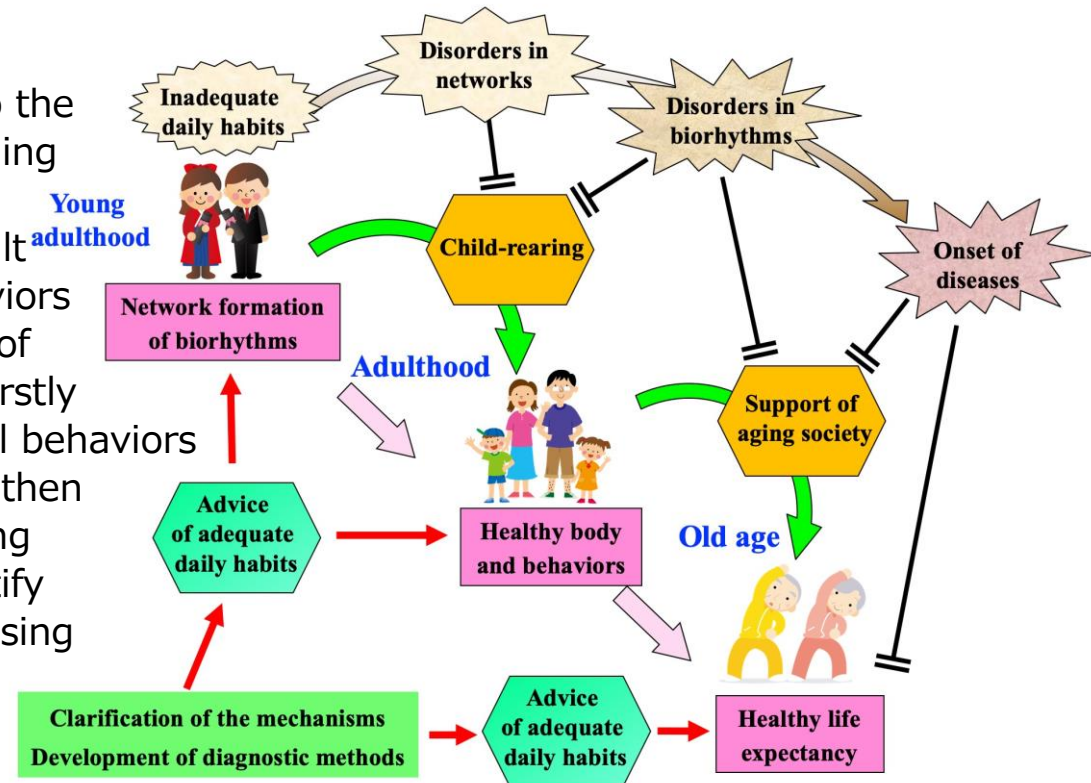 Disorders in
networks
Inadequate
daily habits
Disorders in
biorhythms
the
ing
Young
adulthood
lt
viors
of
rstly
l behaviors
then
ng
tify
sing
Child-rearing
Onset of
diseases
Network formation
of biorhythms
Adulthood
Support of
aging society
Advice
of adequate
daily habits
Healthy body
and behaviors
Old age
Clarification of the mechanisms
Development of diagnostic methods
Advice
of adequate
daily habits
Healthy life
expectancy